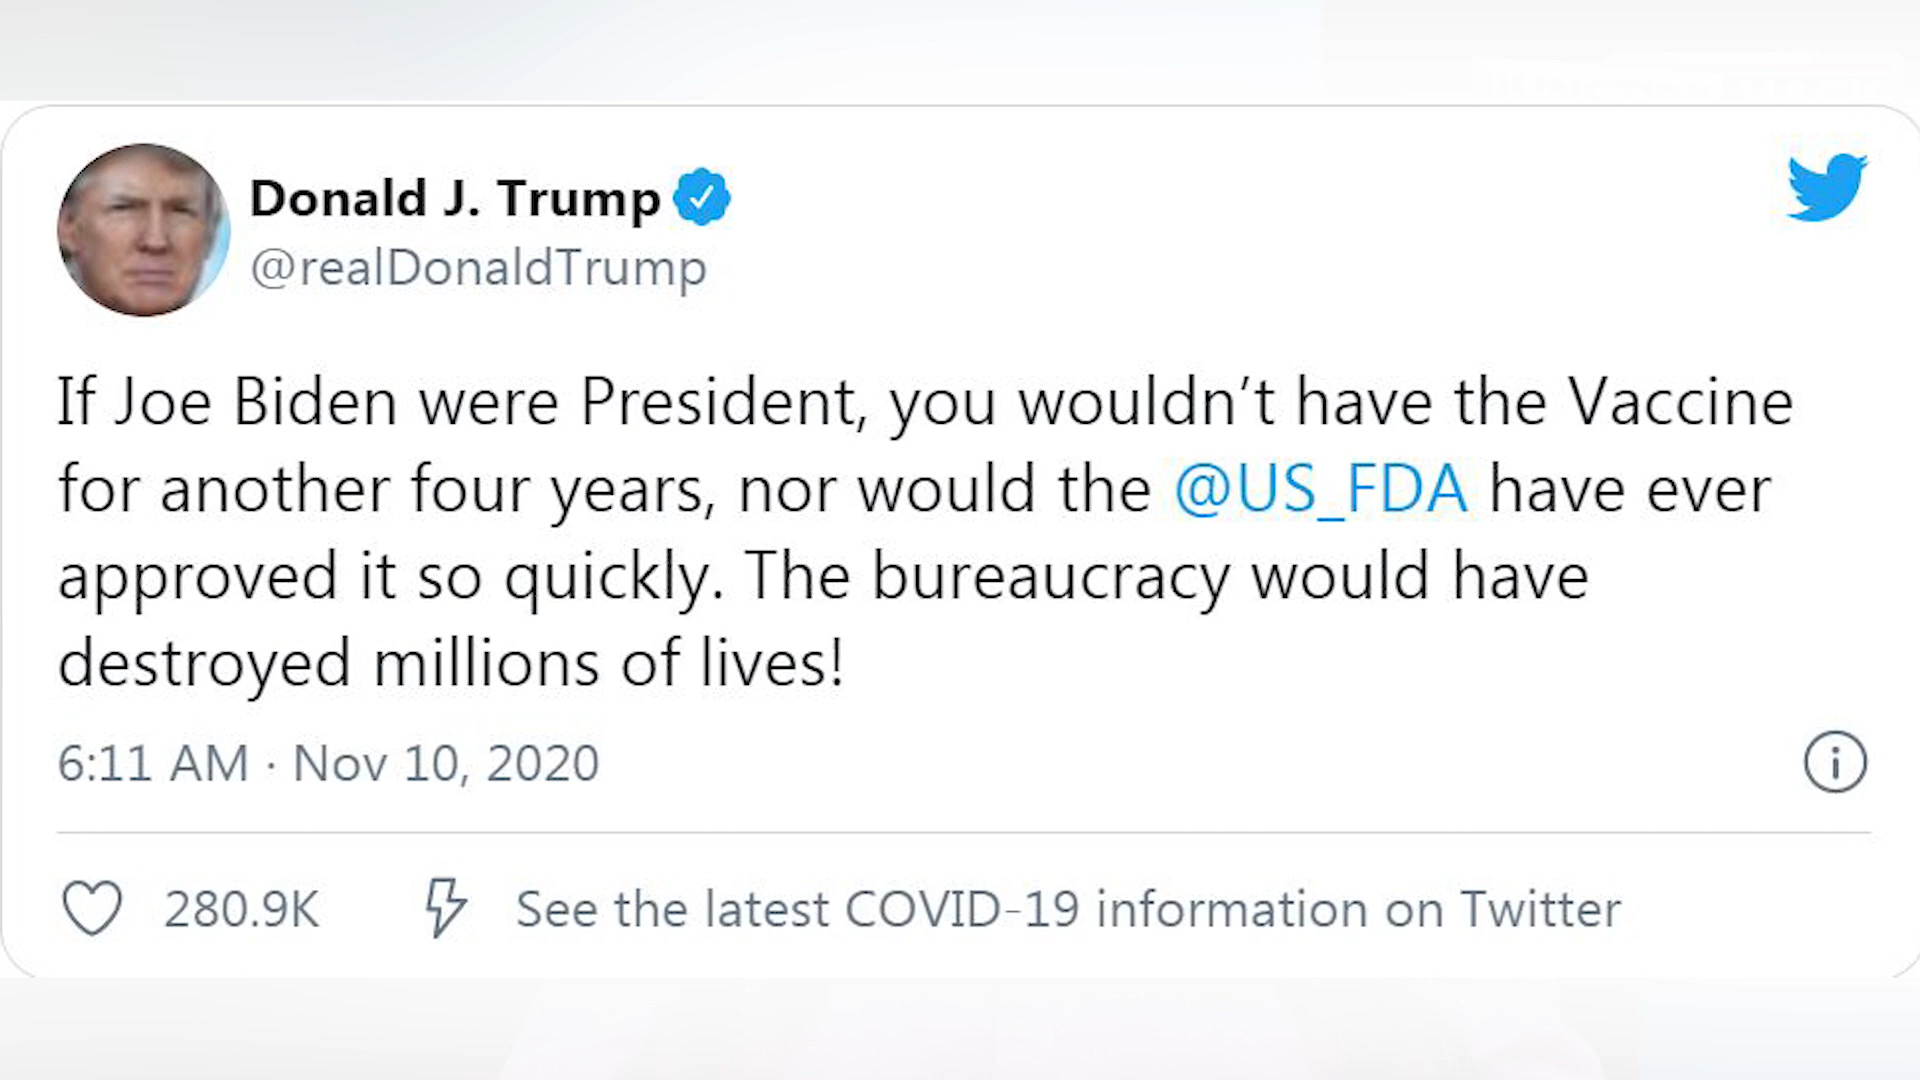 Donald J. Trump
@realDonaldTrump
If Joe Biden were President, you wouldn’t have the Vaccine
for another four years, nor would the @US_FDA have ever
approved it so quickly. The bureaucracy would have
destroyed millions of lives!
6:11 AM · Nov 10, 2020
280.9K See the latest COVID-19 information on Twitter